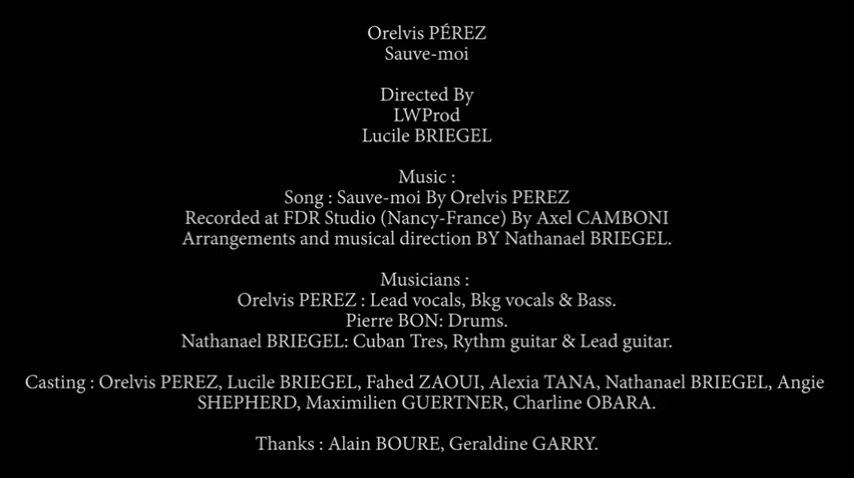 Orelvis PÉREZ
Sauve-moi
Directed By
LWProd
Lucile BRIEGEL
Music :
Song : Sauve-moi By Orelvis PEREZ
Recorded at FDR Studio (Nancy-France) By Axel CAMBONI
Arrangements and musical direction BY Nathanael BRIEGEL.
Musicians :
Orelvis PEREZ : Lead vocals, Bkg vocals & Bass.
Pierre BON: Drums.
Nathanael BRIEGEL: Cuban Tres, Rythm guitar & Lead guitar.
Casting : Orelvis PEREZ, Lucile BRIEGEL, Fahed ZAOUI, Alexia TANA, Nathanael BRIEGEL, Angie
SHEPHERD, Maximilien GUERTNER, Charline OBARA.
Thanks : Alain BOURE, Geraldine GARRY.